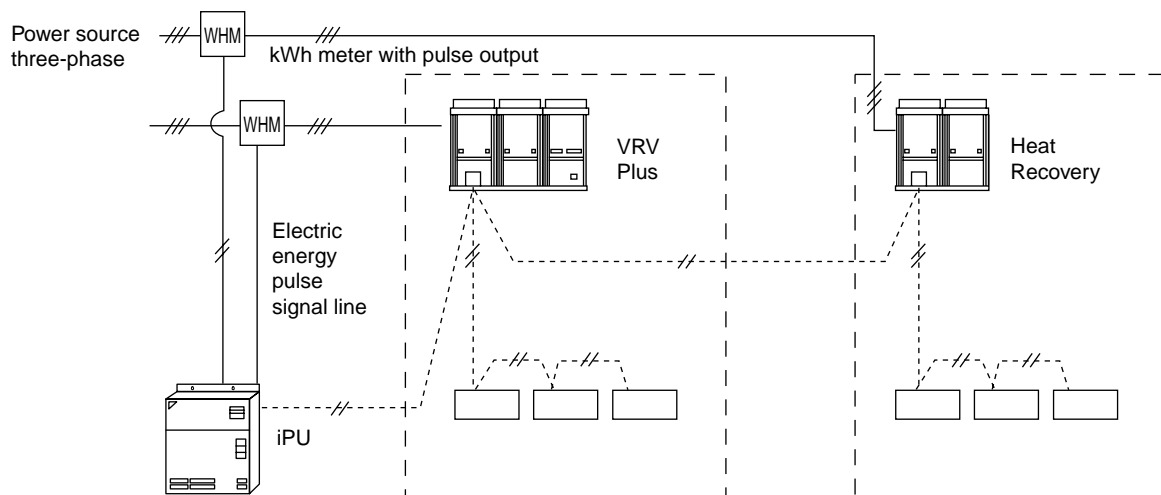 Power source
three-phase
WHM
kWh meter with pulse output
WHM
VRV
Plus
Heat
Recovery
Electric
energy
pulse
signal line
iPU